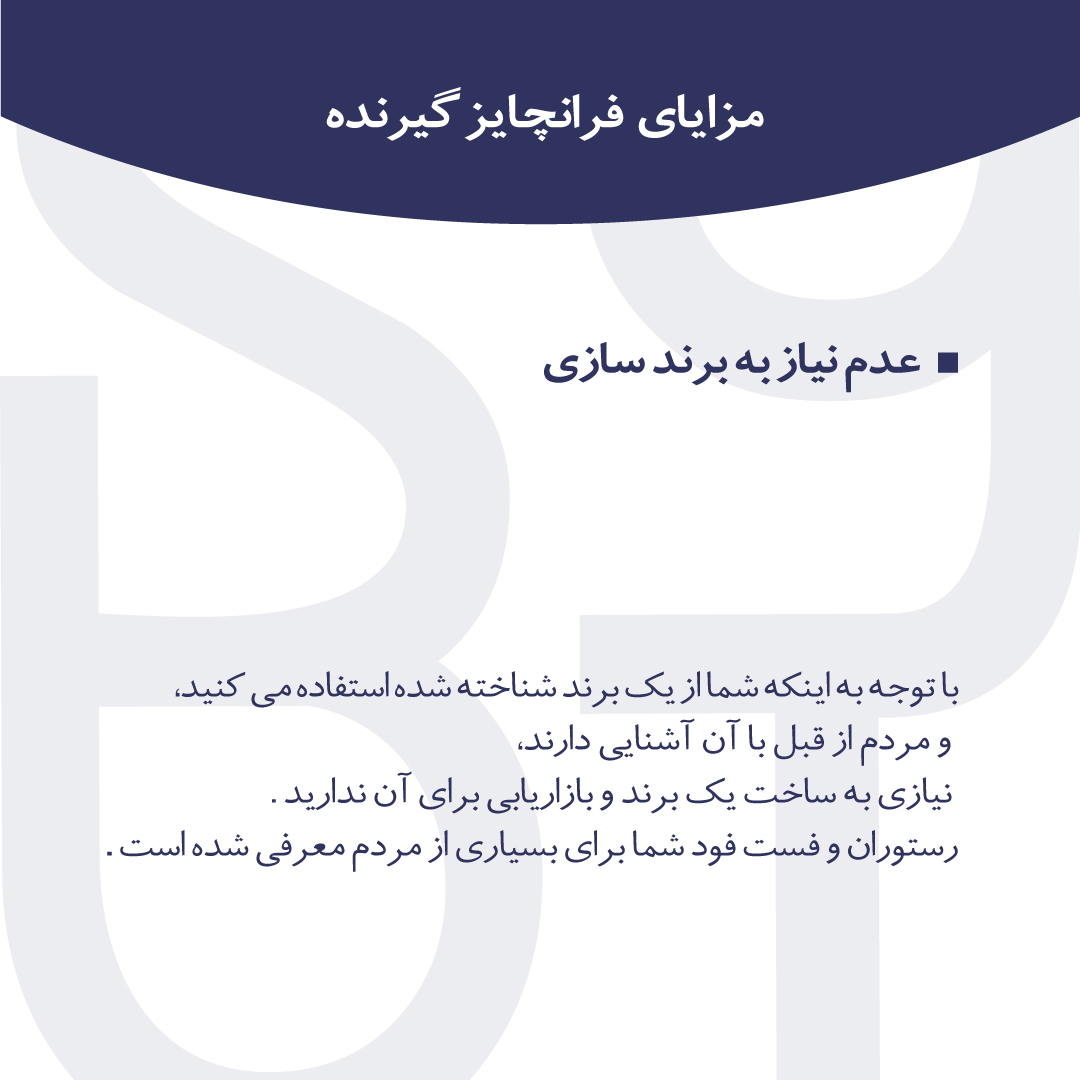 مزایای فرانچایز گیرنده
■ عدم نیاز به برند سازی
با توجه به اینکه شما از یک برند شناخته شده استفاده می کنید،
و مردم از قبل با آن آشنایی دارند،
نیازی به ساخت یک برند و بازاریابی برای آن ندارید .
رستوران و فست فود شما برای بسیاری از مردم معرفی شده است .